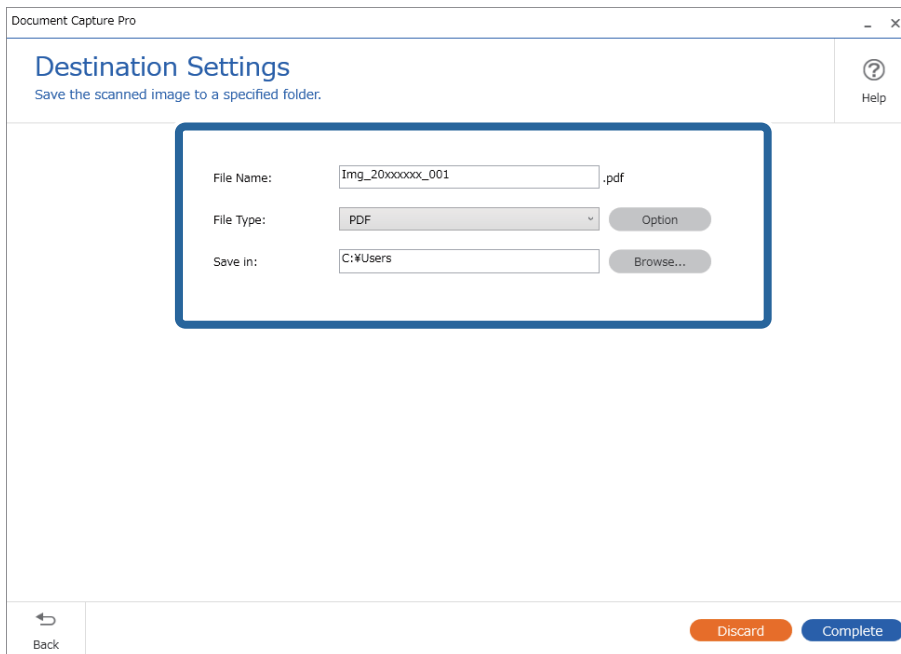 Document Capture Pro
Destination Settings
Save the scanned image to a specified folder.
Help
File Name: Img_20xxxxxx_001 .pdf
File Type: PDF Option
Save in: C:¥Users Browse...
Back
Discard Complete